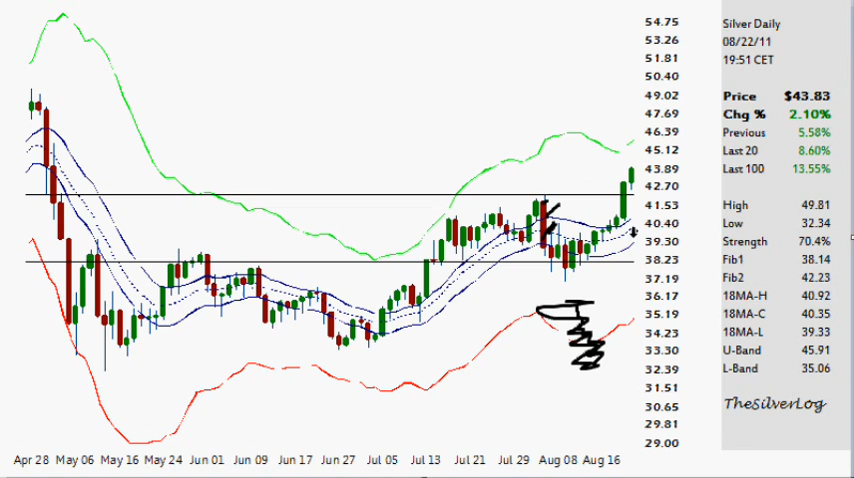 54.75
53.26
51.81
50.40
49.02
47.69
46.39
45.12
43.89
42.70
41.53
40.40
39.30
38.23
37.19
36.17
35.19
34.23
33.30
32.39
31.51
30.65
29.81
29.00
Apr 28 May 06 May 16 May 24 Jun 01 Jun 09 Jun 17 Jun 27 Jul 05 Jul 13 Jul 21 Jul 29 Aug 08 Aug 16
Silver Daily
08/22/11
19:51 CET
Price $43.83
Chg % 2.10%
Previous 5.58%
Last 20 8.60%
Last 100 13.55%
High 49.81
Low 32.34
Strength 70.4%
Fib1 38.14
Fib2 42.23
18MA-H 40.92
18MA-C 40.35
18MA-L 39.33
U-Band 45.91
L-Band 35.06
TheSilverLog